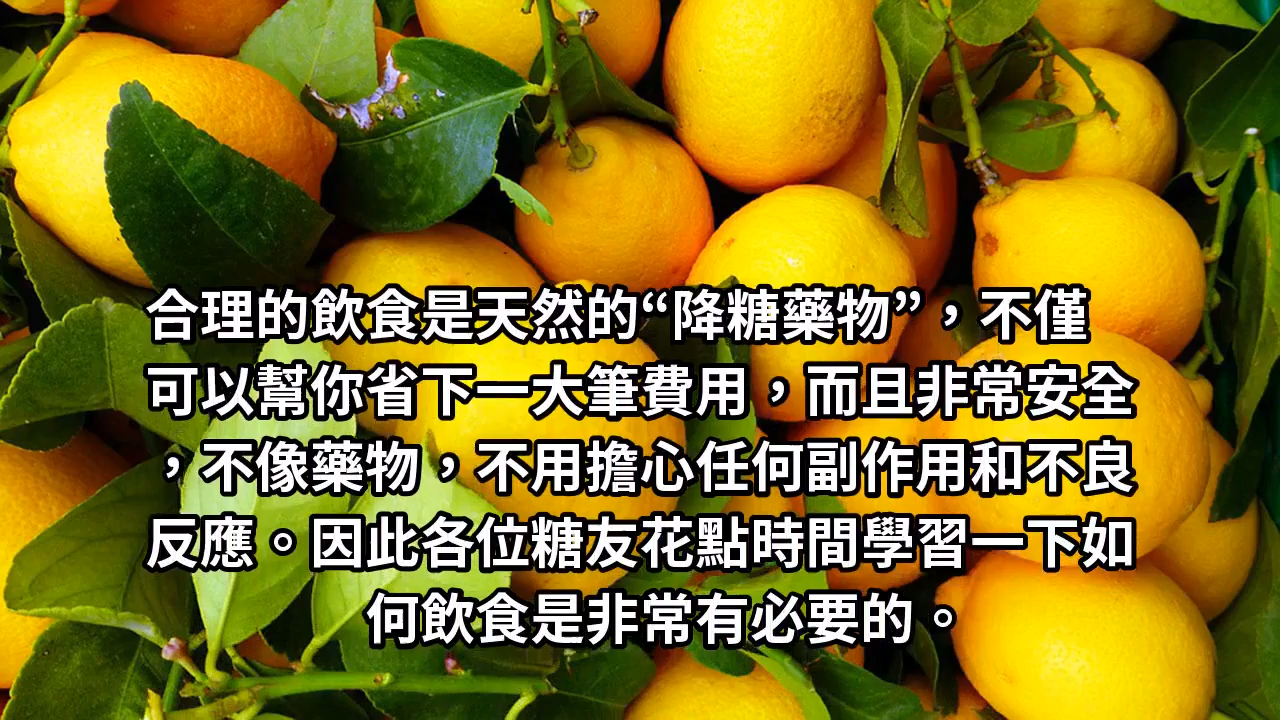 合理的飲食是天然的“降糖藥物”，不僅
可以幫你省下一大筆費用，而且非常安全
，不像藥物，不用擔心任何副作用和不良
反應。因此各位糖友花點時間學習一下如
何飲食是非常有必要的。